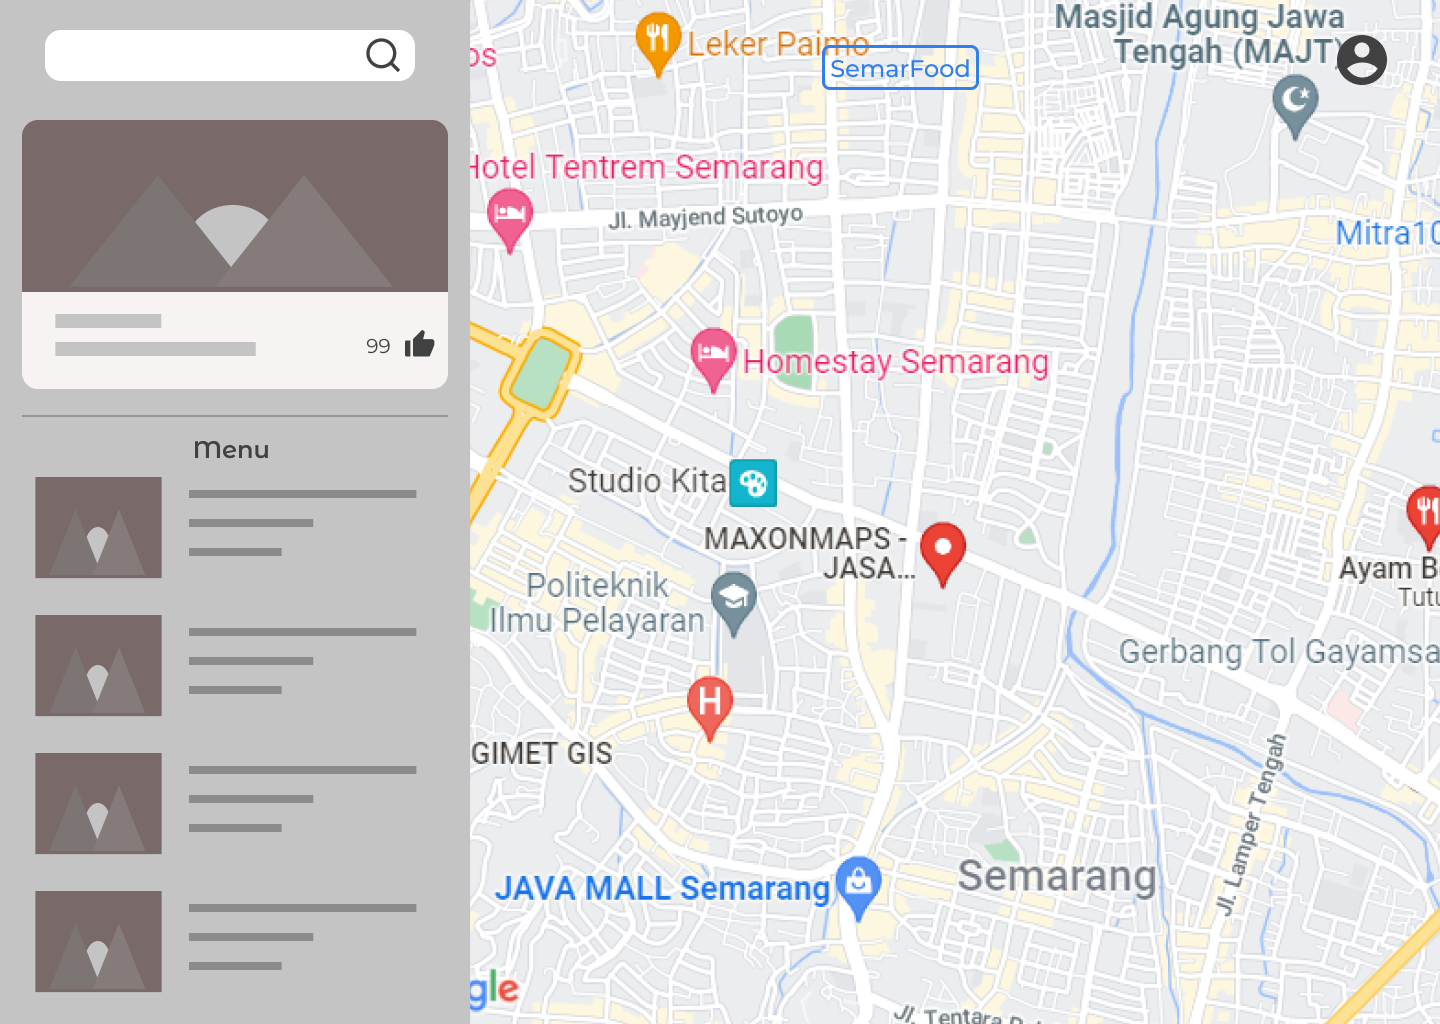 99
Menu
os
Leker Paimo
SemarFood
Masjid Agung Jawa
Tengah (MAJT)
Hotel Tentrem Semarang
Jl. Mayjend Sutoyo
Mitra10
Homestay Semarang
Studio Kita
MAXONMAPS -
JASA...
Ayam B
Tutu
Politeknik
Ilmu Pelayaran
Gerbang Tol Gayamsa
H
GIMET GIS
Jl. Lamper Tengah
JAVA MALL Semarang
Semarang
gle
Jl. Tentara